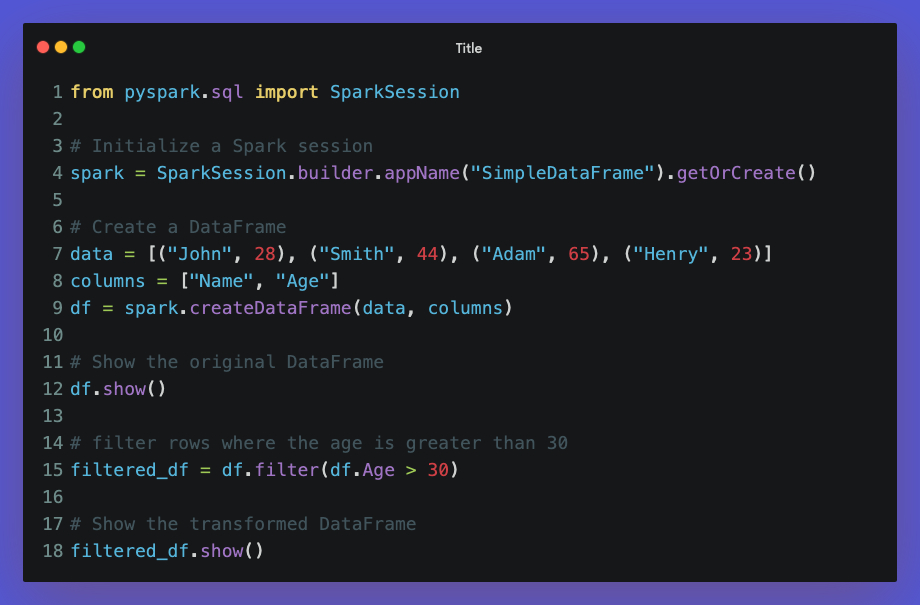 Title
1 from pyspark.sql import SparkSession
2
3 # Initialize a Spark session
4 spark = SparkSession.builder.appName("SimpleDataFrame").getOrCreate()
5
6 # Create a DataFrame
7 data = [("John", 28), ("Smith", 44), ("Adam", 65), ("Henry", 23)]
8 columns = ["Name", "Age"]
9 df = spark.createDataFrame(data, columns)
10
11 # Show the original DataFrame
12 df.show()
13
14 # filter rows where the age is greater than 30
15 filtered_df = df.filter(df.Age > 30)
16
17 # Show the transformed DataFrame
18 filtered_df.show()